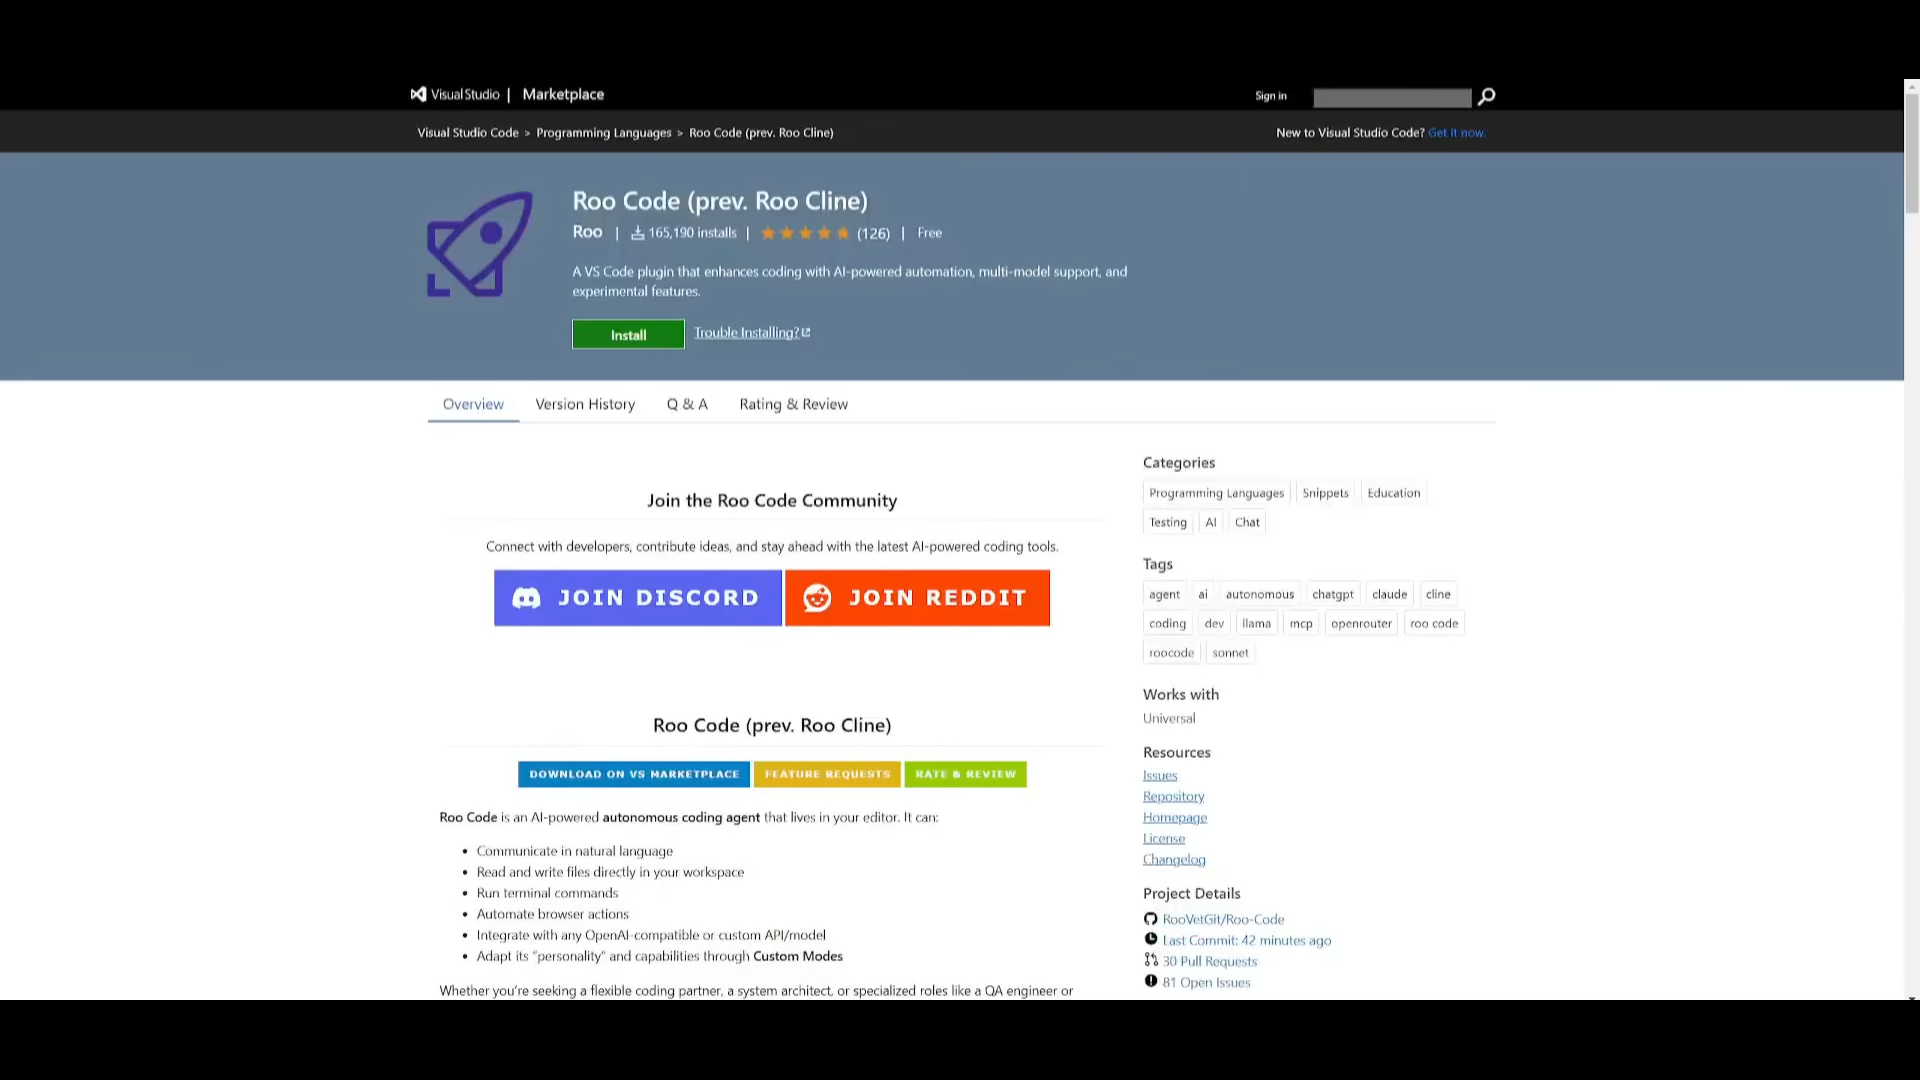 Visual Studio | Marketplace
Sign in
Visual Studio Code > Programming Languages > Roo Code (prev. Roo Cline)
New to Visual Studio Code? Get it now.
Roo Code (prev. Roo Cline)
Roo | 165,190 installs | (126) | Free
A VS Code plugin that enhances coding with AI-powered automation, multi-model support, and
experimental features.
Install
Trouble Installing?
Overview
Version History
Q & A
Rating & Review
Join the Roo Code Community
Connect with developers, contribute ideas, and stay ahead with the latest AI-powered coding tools.
JOIN DISCORD
JOIN REDDIT
Roo Code (prev. Roo Cline)
DOWNLOAD ON VS MARKETPLACE
FEATURE REQUESTS
RATE & REVIEW
Roo Code is an AI-powered autonomous coding agent that lives in your editor. It can:
• Communicate in natural language
• Read and write files directly in your workspace
• Run terminal commands
• Automate browser actions
• Integrate with any OpenAI-compatible or custom API/model
• Adapt its "personality" and capabilities through Custom Modes
Whether you're seeking a flexible coding partner, a system architect, or specialized roles like a QA engineer or
Categories
Programming Languages Snippets Education
Testing AI Chat
Tags
agent ai autonomous chatgpt claude cline
coding dev llama mcp openrouter roo code
roocode sonnet
Works with
Universal
Resources
Issues
Repository
Homepage
License
Changelog
Project Details
RooVetGit/Roo-Code
Last Commit: 42 minutes ago
30 Pull Requests
81 Open Issues